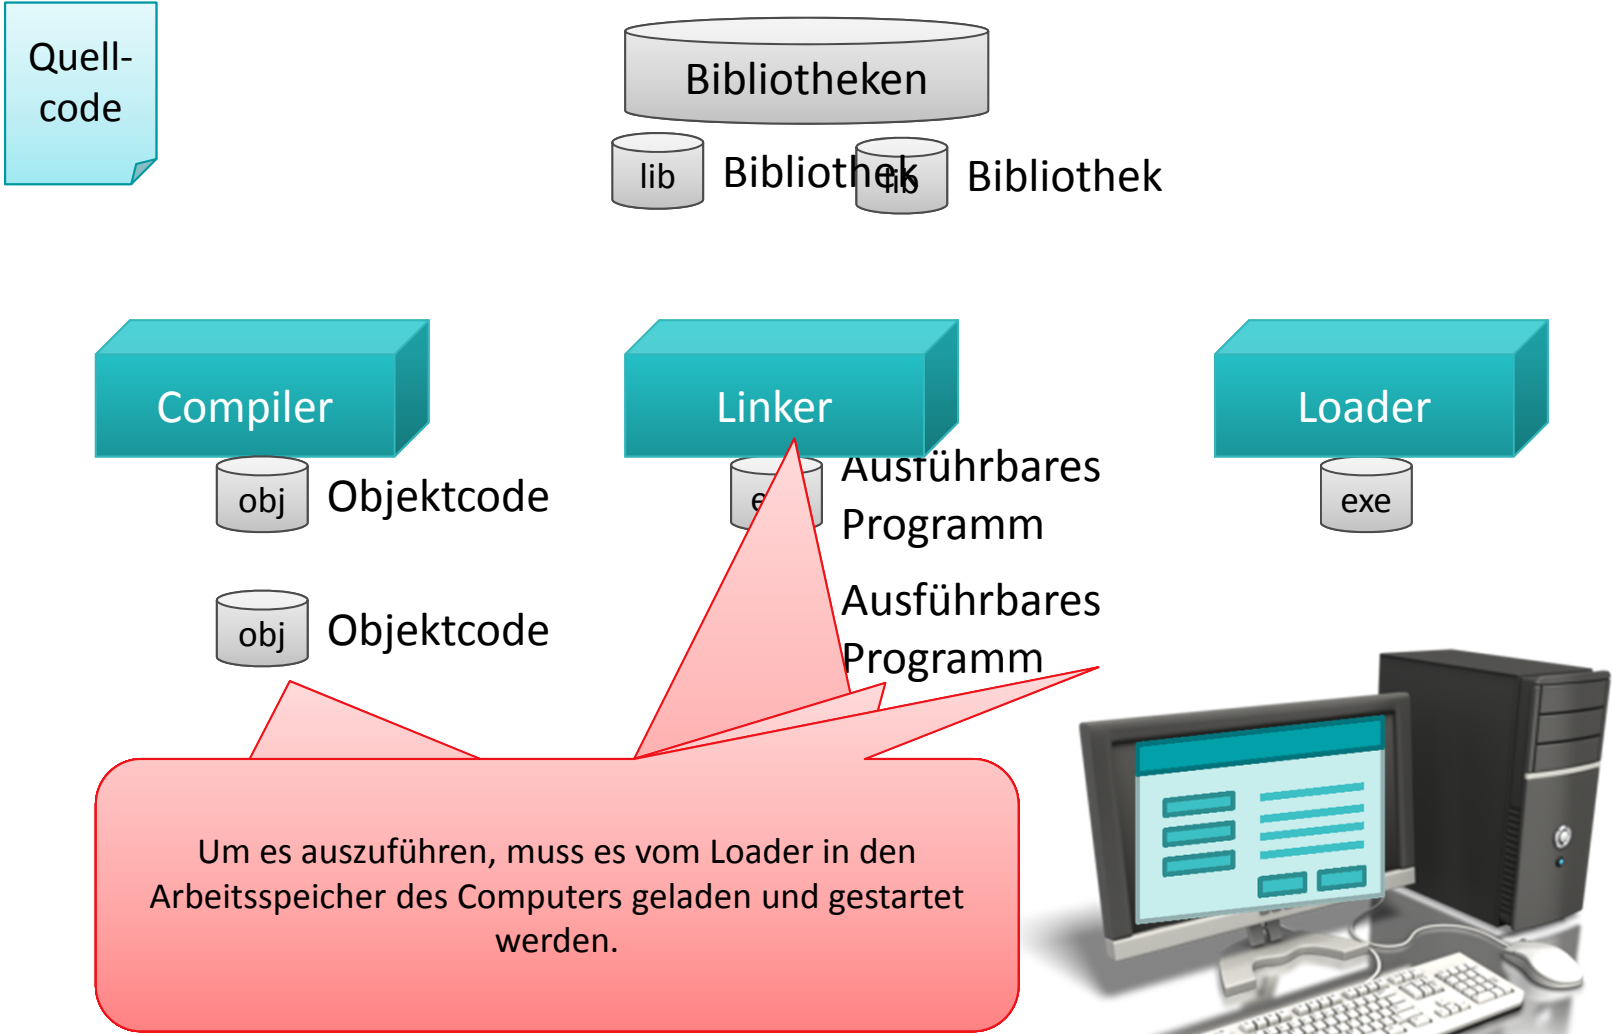 Quell-
code
Bibliotheken
lib
Bibliothek
lib
Bibliothek
Compiler
Linker
Loader
obj
Objektcode
Ausführbares
Programm
exe
obj
Objektcode
Ausführbares
Programm
Um es auszuführen, muss es vom Loader in den
Arbeitsspeicher des Computers geladen und gestartet
werden.